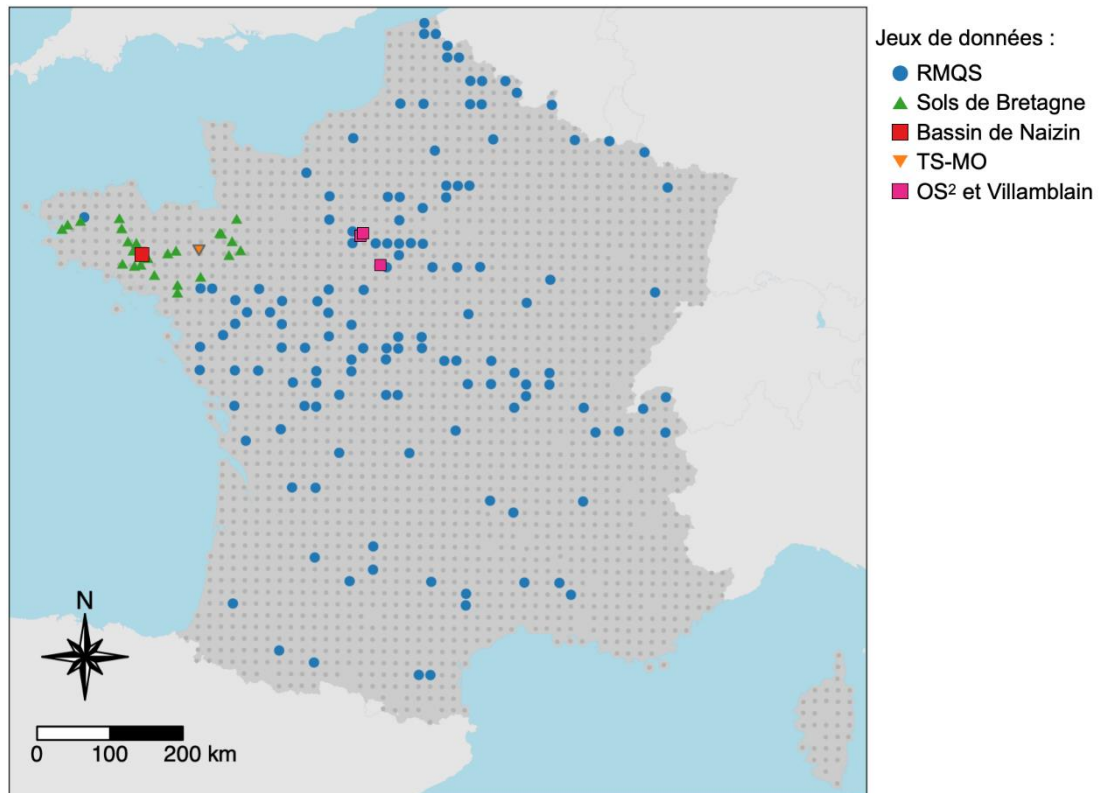 Jeux de données :
RMQS
Sols de Bretagne
Bassin de Naizin
TS-MO
OS² et Villamblain
N
0 100 200 km